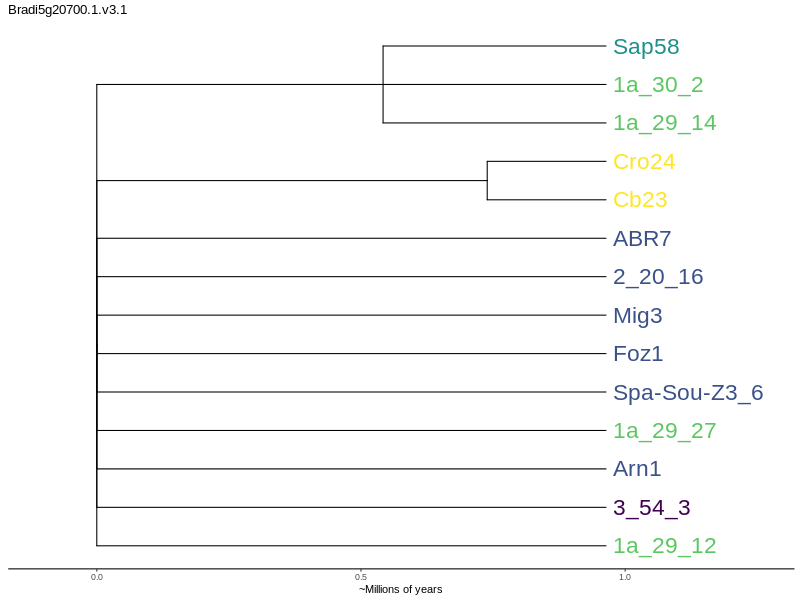 Bradi5g20700.1.v3.1
Sap58
1a_30_2
1a_29_14
Cro24
Cb23
ABR7
2_20_16
Mig3
Foz1
Spa-Sou-Z3_6
1a_29_27
Arn1
3_54_3
1a_29_12
0.0 0.5 1.0
~Millions of years